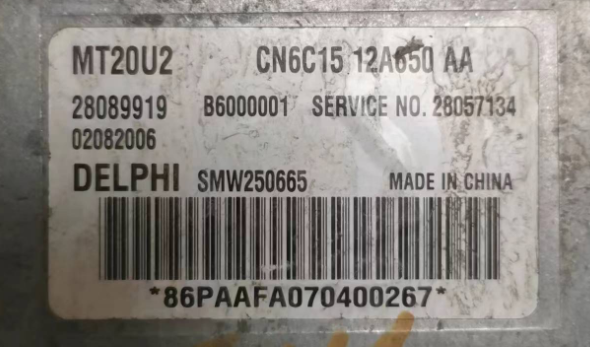 MT20U2 CN6C15 12A650 AA
28089919 B6000001 SERVICE NO. 28057134
02082006
DELPHI SMW250665 MADE IN CHINA
*86PAAFA070400267*